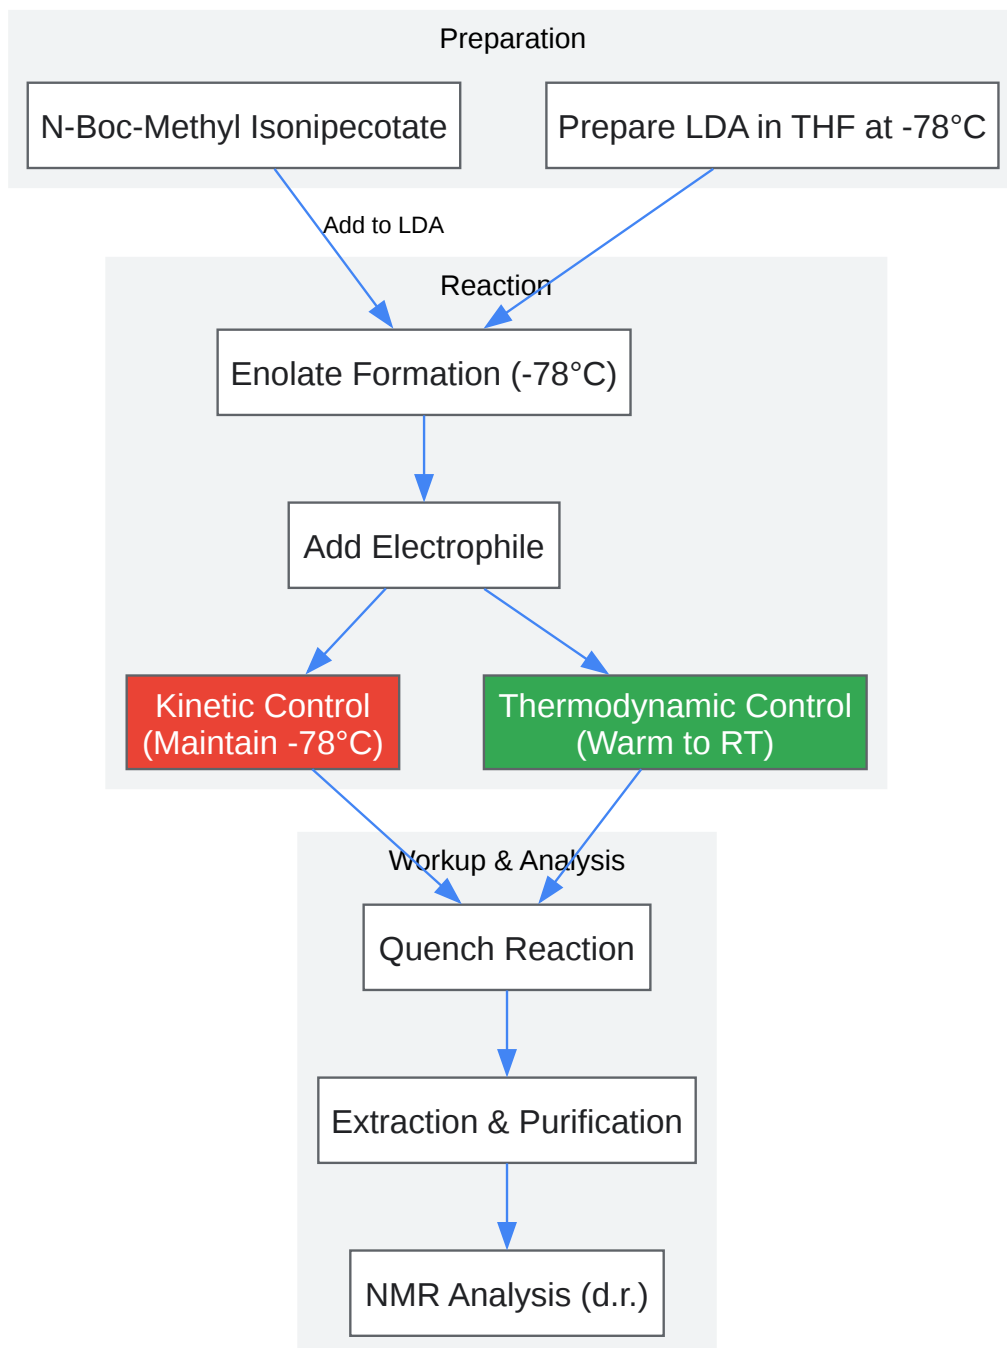 Preparation
N-Boc-Methyl Isonipecotate
Prepare LDA in THF at -78°C
Add to LDA
Reaction
Enolate Formation (-78°C)
Add Electrophile
Kinetic Control
(Maintain -78°C)
Thermodynamic Control
(Warm to RT)
Workup & Analysis
Quench Reaction
Extraction & Purification
NMR Analysis (d.r.)